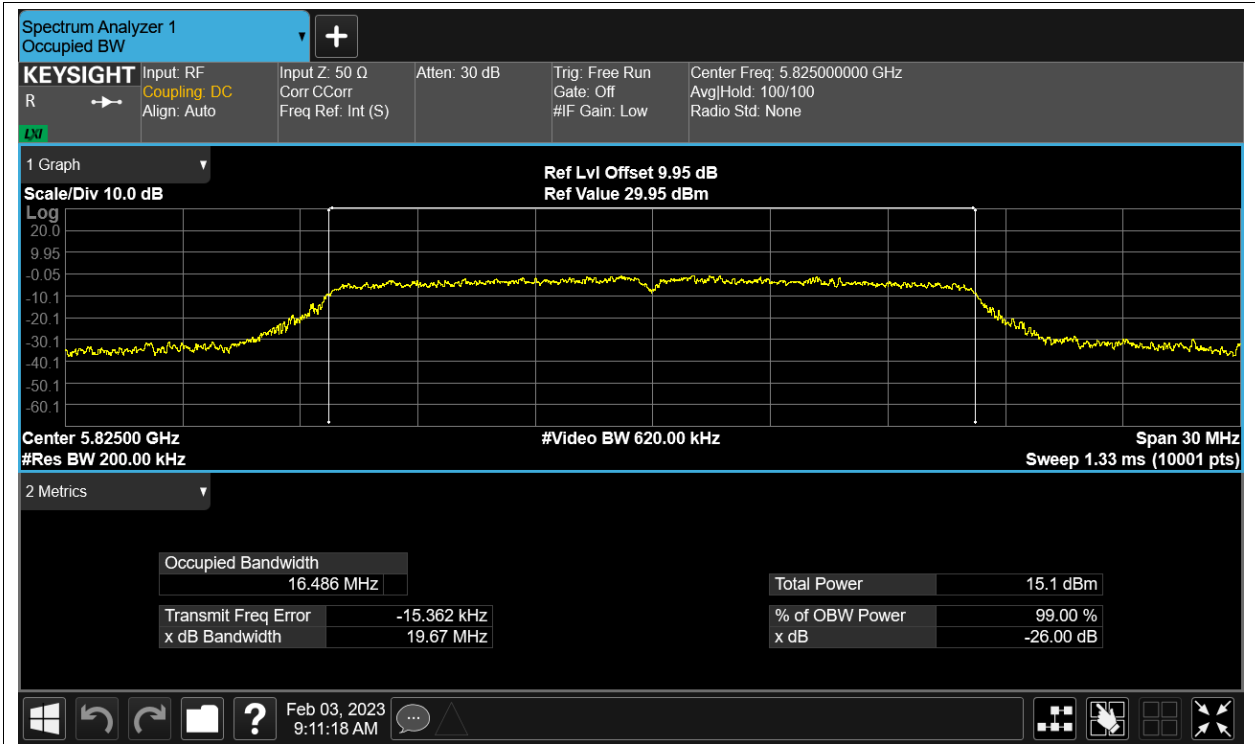 Spectrum Analyzer 1
Occupied BW
KEYSIGHT
R
LXI
Input: RF
Coupling: DC
Align: Auto
Input Z: 50 Ω
Corr CCorr
Freq Ref: Int (S)
Atten: 30 dB
Trig: Free Run
Gate: Off
#IF Gain: Low
Center Freq: 5.825000000 GHz
Avg|Hold: 100/100
Radio Std: None
1 Graph
Ref Lvl Offset 9.95 dB
Scale/Div 10.0 dB
Ref Value 29.95 dBm
Log
20.0
9.95
-0.05
-10.1
-20.1
-30.1
-40.1
-50.1
-60.1
Center 5.82500 GHz
#Video BW 620.00 kHz
Span 30 MHz
#Res BW 200.00 kHz
Sweep 1.33 ms (10001 pts)
2 Metrics
Occupied Bandwidth
16.486 MHz
Total Power 15.1 dBm
Transmit Freq Error -15.362 kHz
% of OBW Power 99.00 %
x dB Bandwidth 19.67 MHz
x dB -26.00 dB
?
Feb 03, 2023
9:11:18 AM